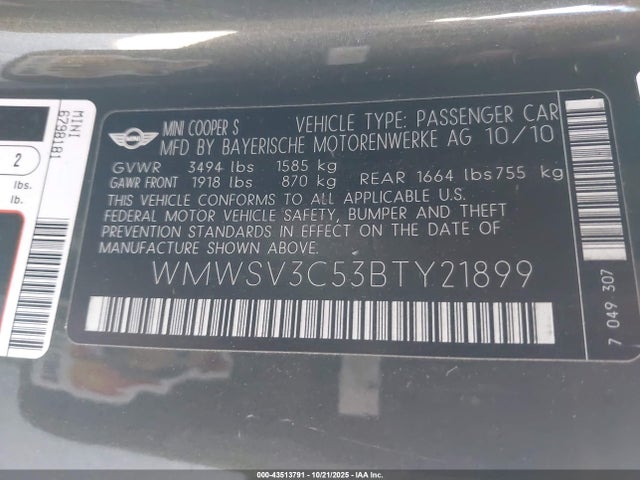 MINI COOPER S VEHICLE TYPE: PASSENGER CAR
MFD BY BAYERISCHE MOTORENWERKE AG 10/10
GVWR 3494 lbs 1585 kg
GAWR FRONT 1918 lbs 870 kg REAR 1664 lbs 755 kg
THIS VEHICLE CONFORMS TO ALL APPLICABLE U.S.
FEDERAL MOTOR VEHICLE SAFETY, BUMPER AND THEFT
PREVENTION STANDARDS IN EFFECT ON THE DATE OF
MANUFACTURE SHOWN ABOVE.
WMWSV3C53BTY21899
7 049 307
MINI
6798181
2
lbs.
lb.
000-43513791 - 10/21/2025 - IAA Inc.